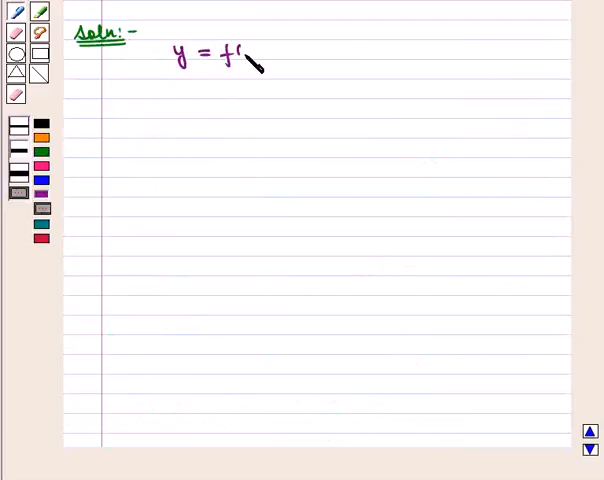 Soln:-
y = f(